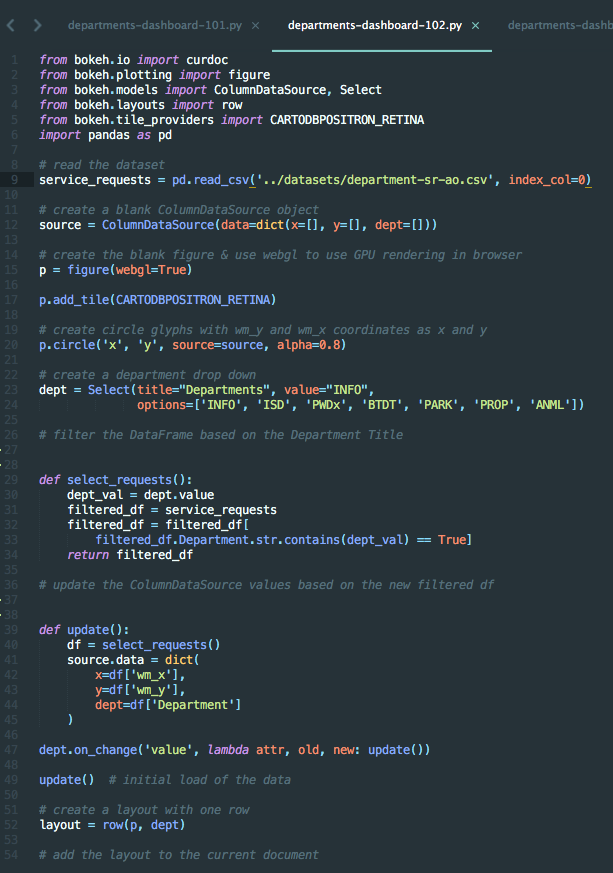 departments-dashboard-101.py × departments-dashboard-102.py × departments-dash
1 from bokeh.io import curdoc
2 from bokeh.plotting import figure
3 from bokeh.models import ColumnDataSource, Select
4 from bokeh.layouts import row
5 from bokeh.tile_providers import CARTODBPOSITRON_RETINA
6 import pandas as pd
7
8 # read the dataset
9 service_requests = pd.read_csv('../datasets/department-sr-ao.csv', index_col=0)
10
11 # create a blank ColumnDataSource object
12 source = ColumnDataSource(data=dict(x=[], y=[], dept=[]))
13
14 # create the blank figure & use webgl to use GPU rendering in browser
15 p = figure(webgl=True)
16
17 p.add_tile(CARTODBPOSITRON_RETINA)
18
19 # create circle glyphs with wm_y and wm_x coordinates as x and y
20 p.circle('x', 'y', source=source, alpha=0.8)
21
22 # create a department drop down
23 dept = Select(title="Departments", value="INFO",
24 options=['INFO', 'ISD', 'PWDx', 'BTDT', 'PARK', 'PROP', 'ANML'])
25
26 # filter the DataFrame based on the Department Title
27
28
29 def select_requests():
30 dept_val = dept.value
31 filtered_df = service_requests
32 filtered_df = filtered_df[
33 filtered_df.Department.str.contains(dept_val) == True]
34 return filtered_df
35
36 # update the ColumnDataSource values based on the new filtered df
37
38
39 def update():
40 df = select_requests()
41 source.data = dict(
42 x=df['wm_x'],
43 y=df['wm_y'],
44 dept=df['Department']
45 )
46
47 dept.on_change('value', lambda attr, old, new: update())
48
49 update() # initial load of the data
50
51 # create a layout with one row
52 layout = row(p, dept)
53
54 # add the layout to the current document